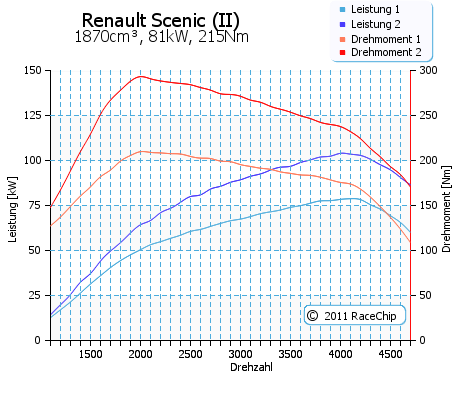 Renault Scenic (II)
1870cm³, 81kW, 215Nm
Leistung 1
Leistung 2
Drehmoment 1
Drehmoment 2
150
125
100
75
50
25
0
Leistung [kW]
300
250
200
150
100
50
0
Drehmoment [Nm]
© 2011 RaceChip
1500 2000 2500 3000 3500 4000 4500
Drehzahl